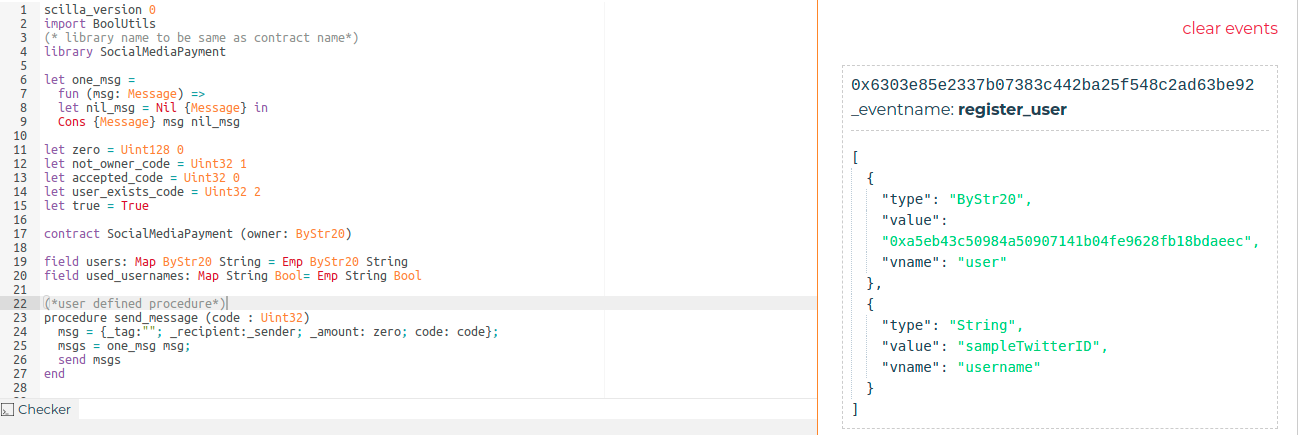 1 scilla_version 0
2 import BoolUtils
3 (* library name to be same as contract name*)
4 library SocialMediaPayment
5
6 let one_msg =
7 fun (msg: Message) =>
8 let nil_msg = Nil {Message} in
9 Cons {Message} msg nil_msg
10
11 let zero = Uint128 0
12 let not_owner_code = Uint32 1
13 let accepted_code = Uint32 0
14 let user_exists_code = Uint32 2
15 let true = True
16
17 contract SocialMediaPayment (owner: ByStr20)
18
19 field users: Map ByStr20 String = Emp ByStr20 String
20 field used_usernames: Map String Bool= Emp String Bool
21
22 (*user defined procedure*)
23 procedure send_message (code : Uint32)
24 msg = {_tag:""; _recipient:_sender; _amount: zero; code: code};
25 msgs = one_msg msg;
26 send msgs
27 end
28
Checker
clear events
0x6303e85e2337b07383c442ba25f548c2ad63be92
_eventname: register_user
[
{
"type": "ByStr20",
"value":
"0xa5eb43c50984a50907141b04fe9628fb18bdaeec",
"vname": "user"
},
{
"type": "String",
"value": "sampleTwitterID",
"vname": "username"
}
]